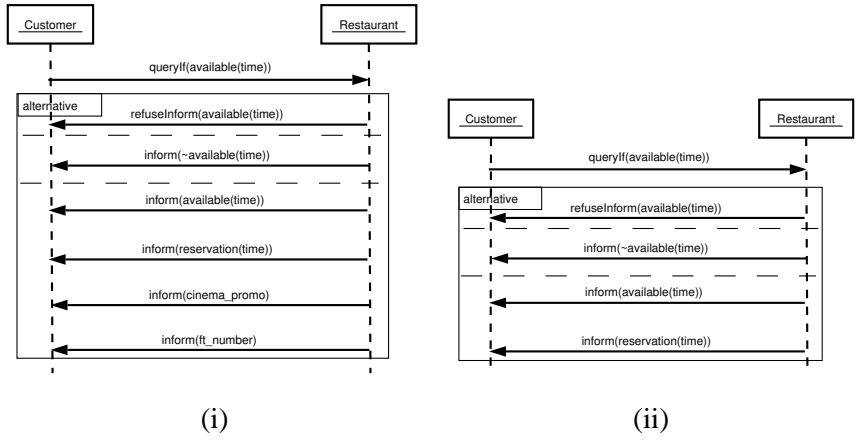 Customer
Restaurant
queryIf(available(time))
alternative
refuseInform(available(time))
inform(~available(time))
inform(available(time))
inform(reservation(time))
inform(cinema_promo)
inform(ft_number)
(i)
Customer
Restaurant
queryIf(available(time))
alternative
refuseInform(available(time))
inform(~available(time))
inform(available(time))
inform(reservation(time))
(ii)